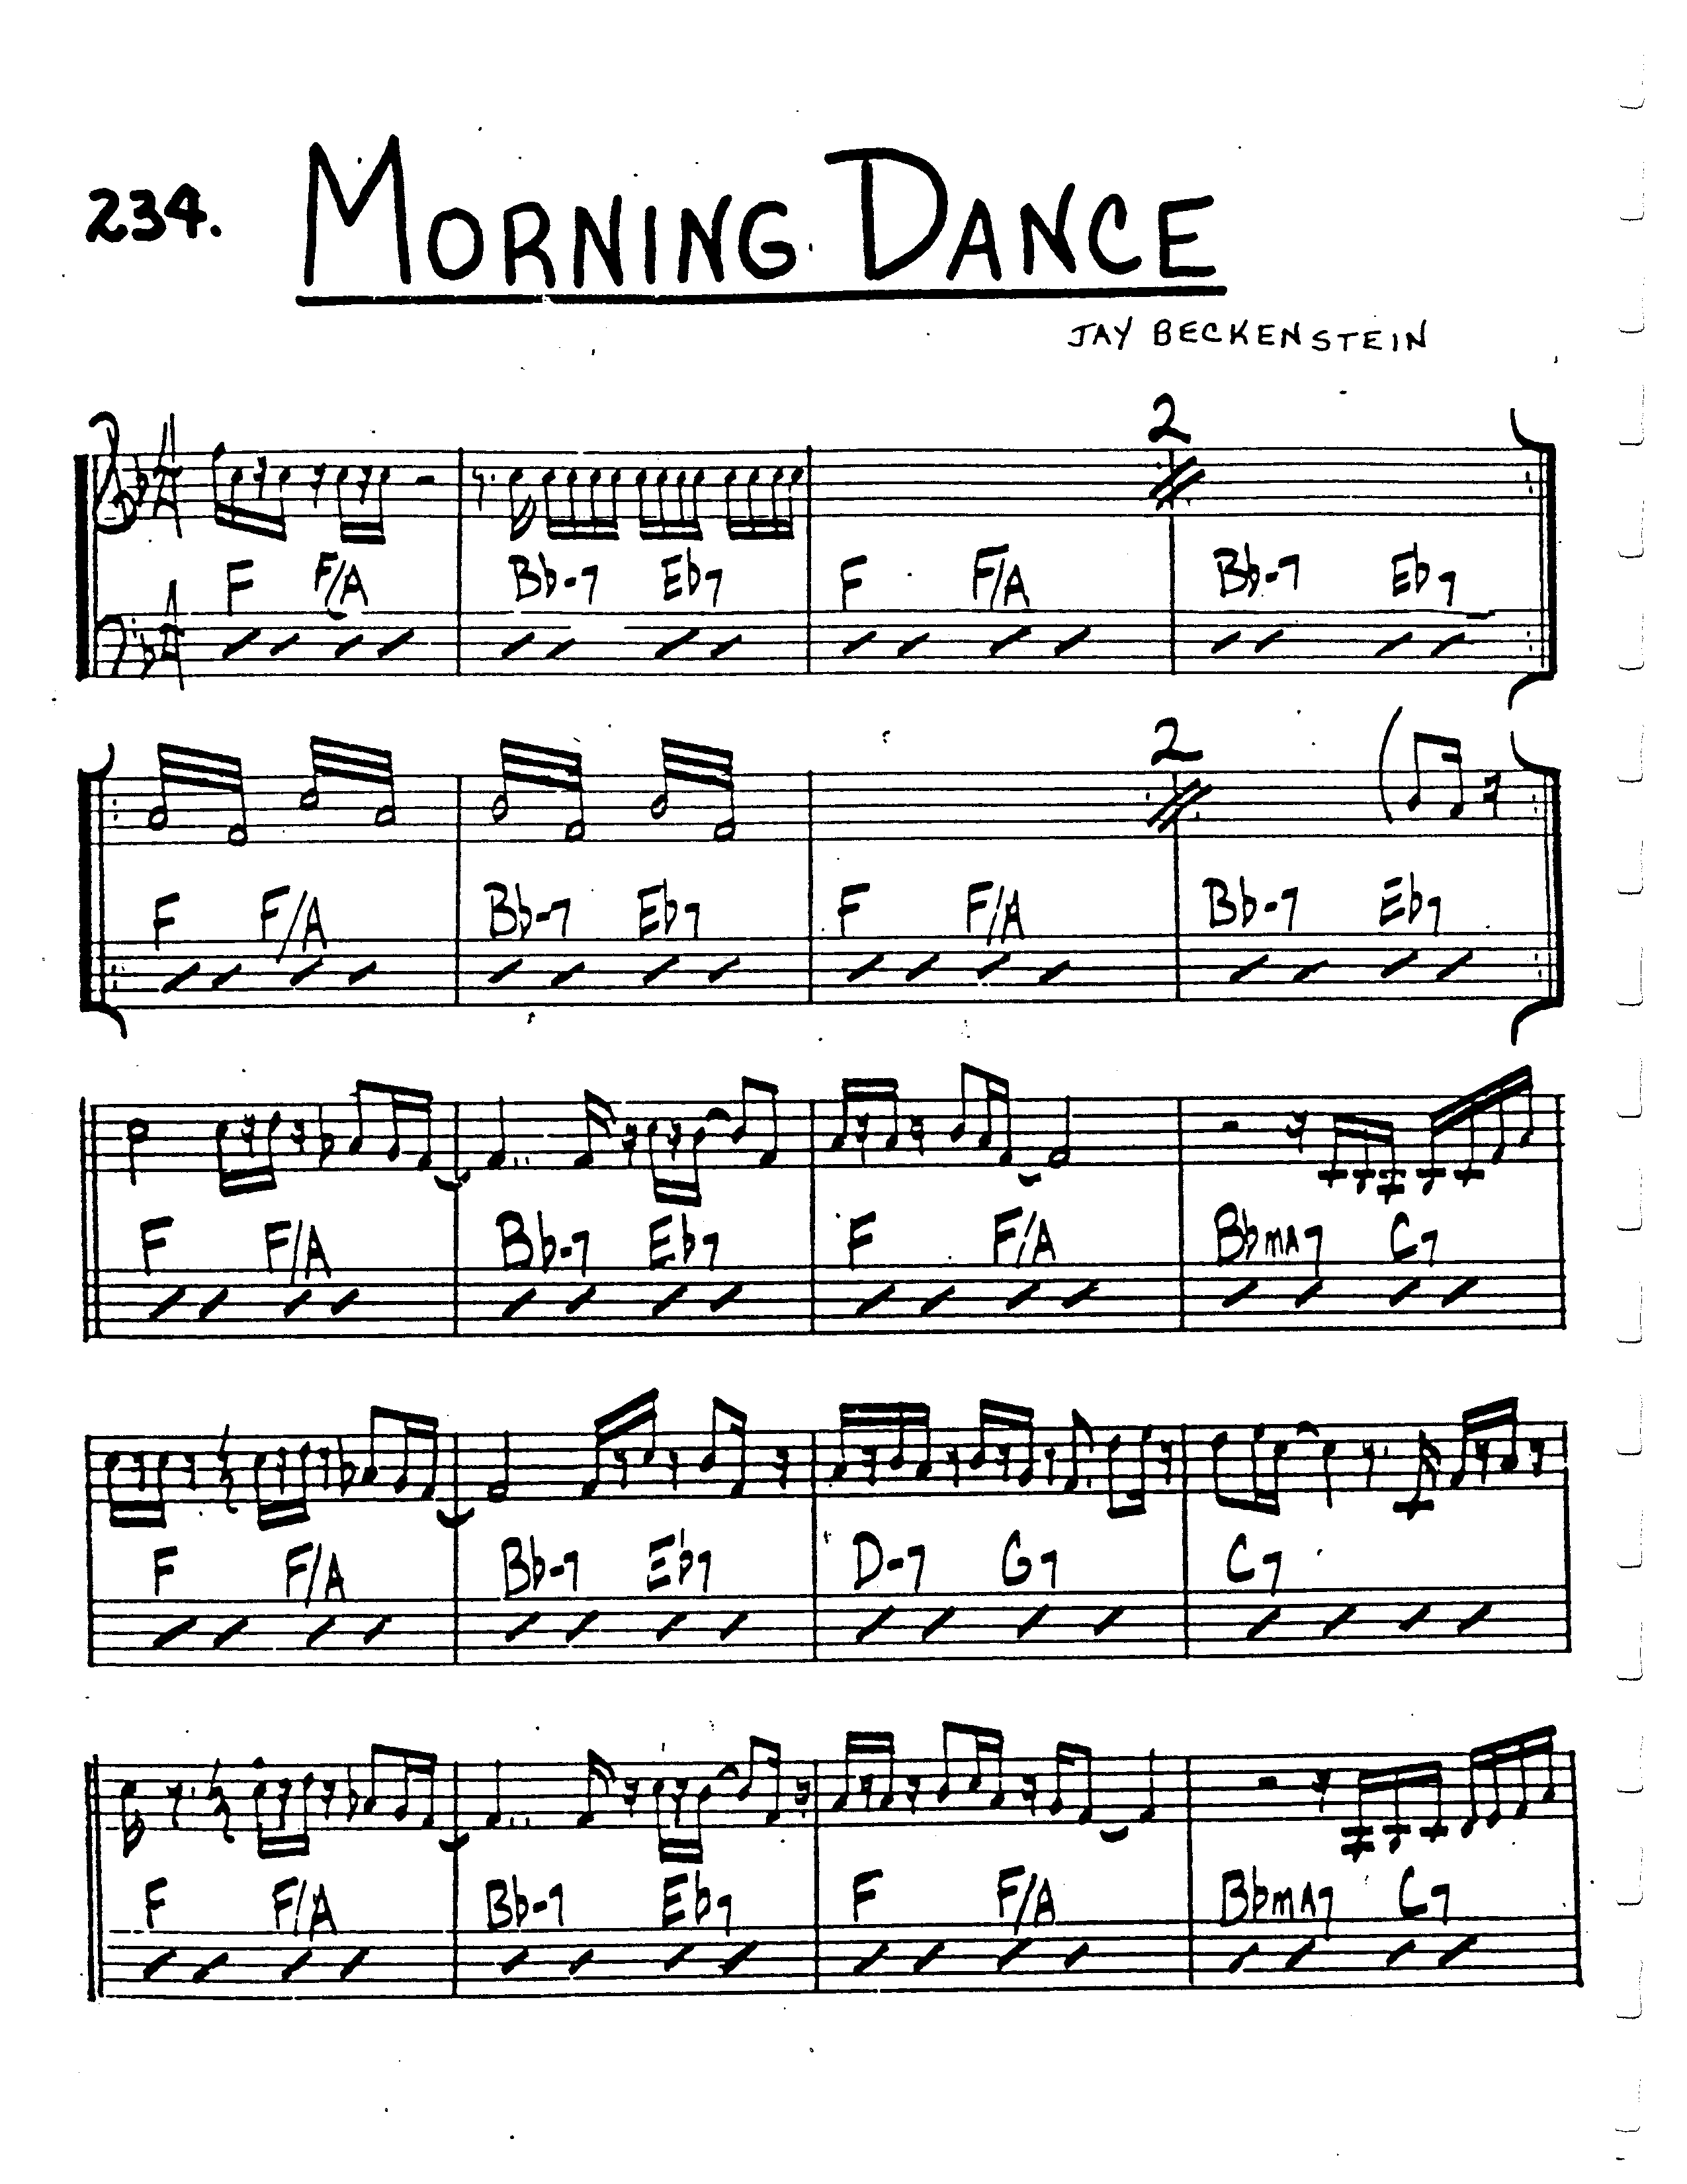 234. MORNING DANCE
JAY BECKENSTEIN
2
F F/A Bb-7 Eb7 F F/A Bb-7 Eb7
2
F F/A Bb-7 Eb7 F F/A Bb-7 Eb7
F F/A Bb-7 Eb7 F F/A BbMA7 C7
F F/A Bb-7 Eb7 D-7 G7 C7
F F/A Bb-7 Eb7 F F/A BbMA7 C7